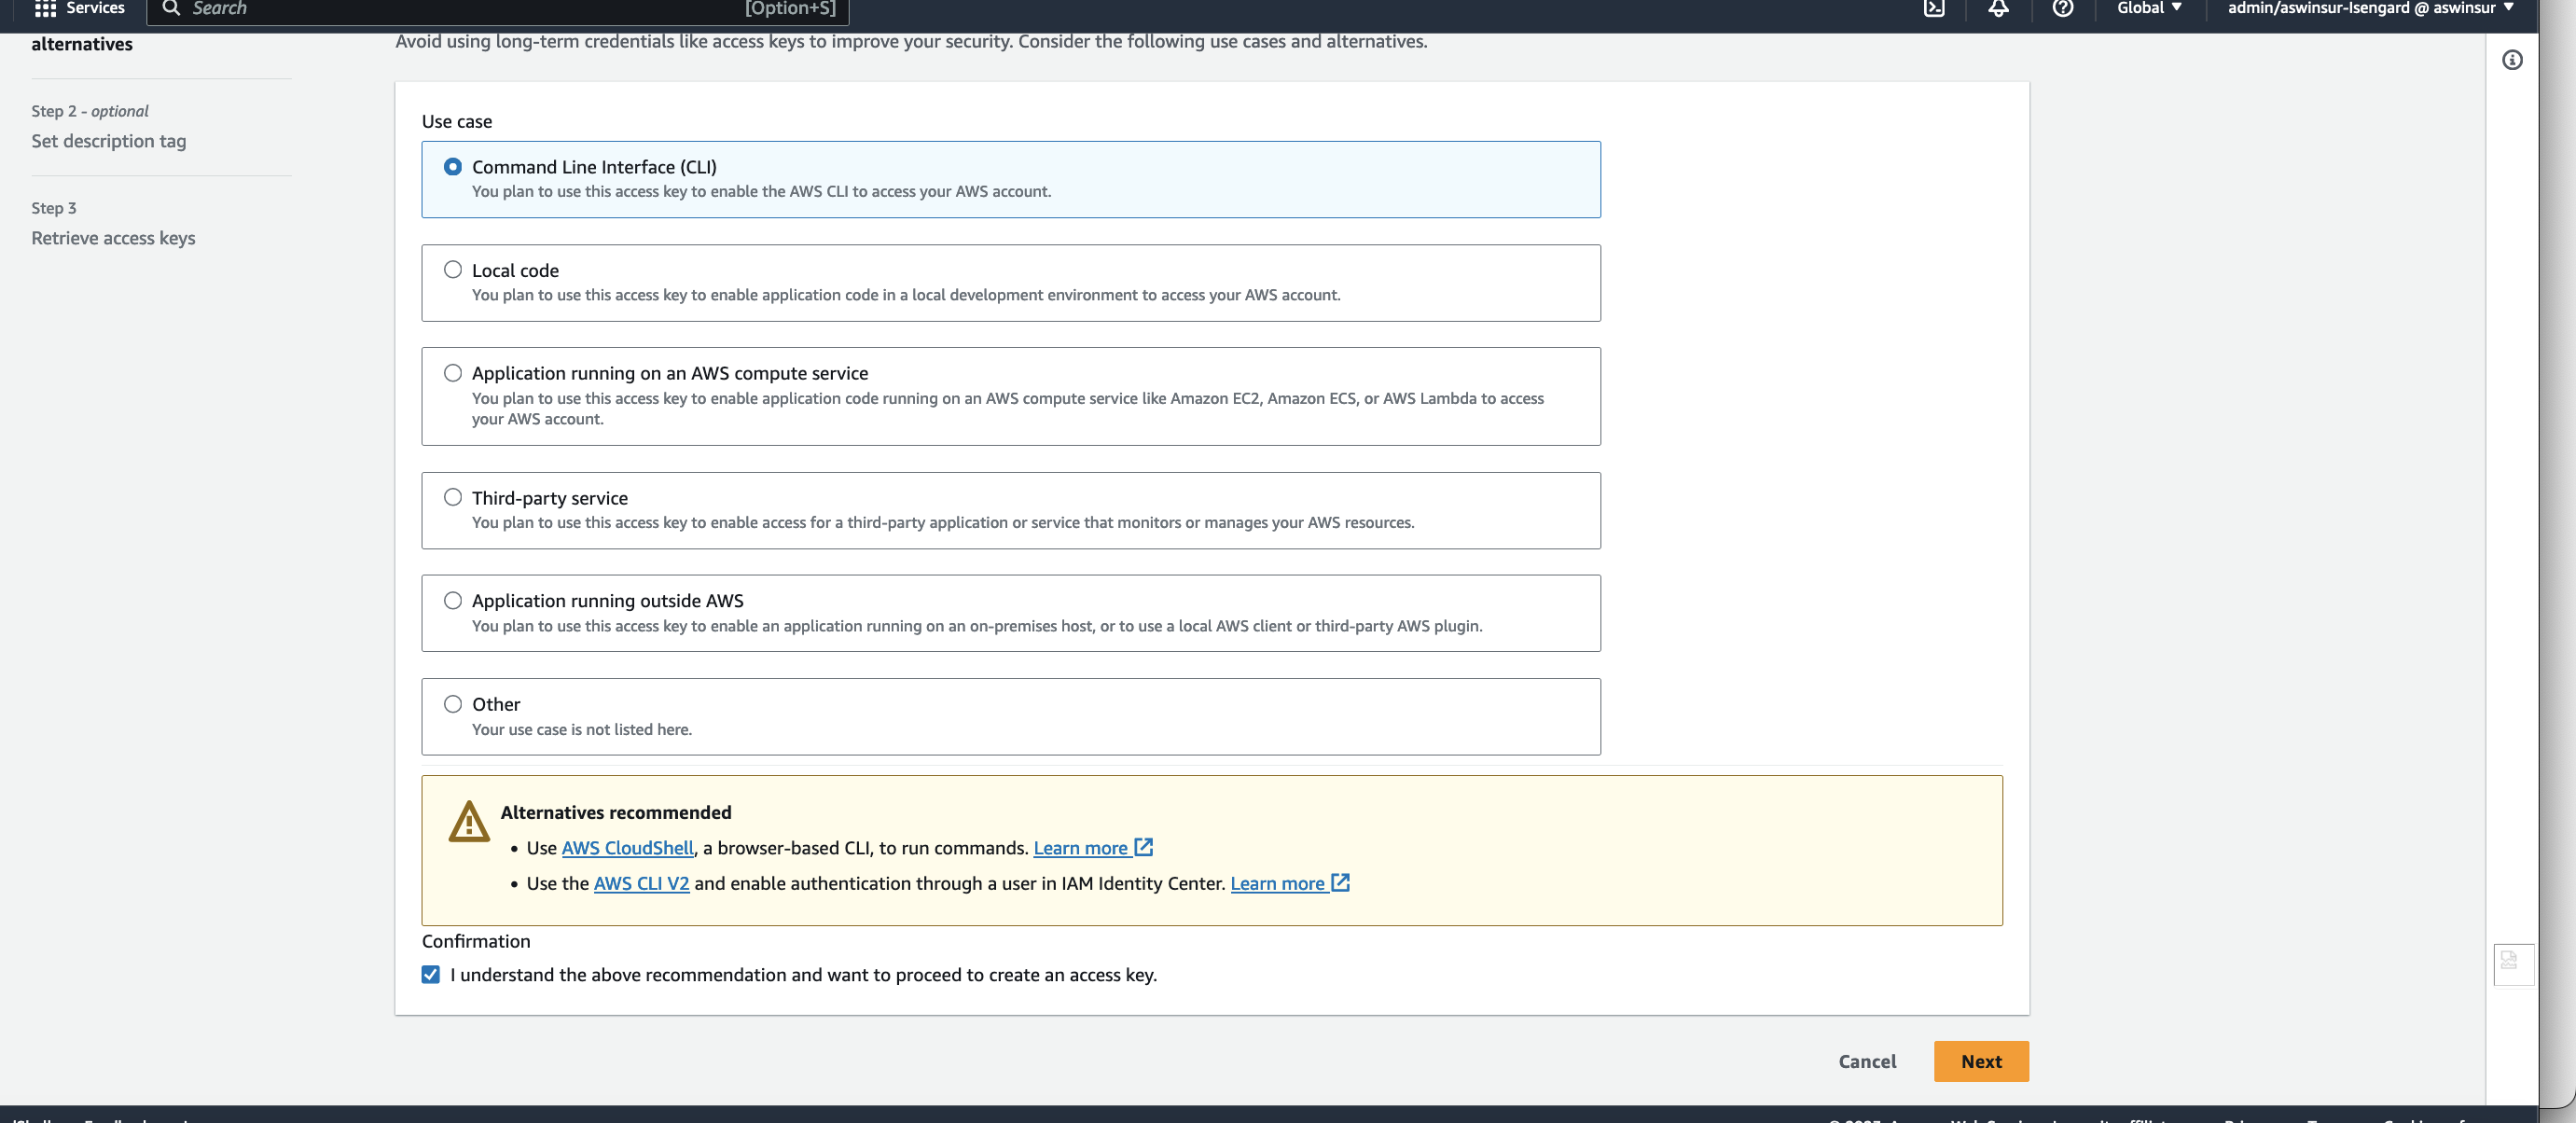 Services
Search
[Option+S]
Global
admin/aswinsur-Isengard @ aswinsur
alternatives
Step 2 - optional
Set description tag
Step 3
Retrieve access keys
Avoid using long-term credentials like access keys to improve your security. Consider the following use cases and alternatives.
Use case
Command Line Interface (CLI)
You plan to use this access key to enable the AWS CLI to access your AWS account.
Local code
You plan to use this access key to enable application code in a local development environment to access your AWS account.
Application running on an AWS compute service
You plan to use this access key to enable application code running on an AWS compute service like Amazon EC2, Amazon ECS, or AWS Lambda to access
your AWS account.
Third-party service
You plan to use this access key to enable access for a third-party application or service that monitors or manages your AWS resources.
Application running outside AWS
You plan to use this access key to enable an application running on an on-premises host, or to use a local AWS client or third-party AWS plugin.
Other
Your use case is not listed here.
Alternatives recommended
• Use AWS CloudShell, a browser-based CLI, to run commands. Learn more
• Use the AWS CLI V2 and enable authentication through a user in IAM Identity Center. Learn more
Confirmation
I understand the above recommendation and want to proceed to create an access key.
Cancel
Next